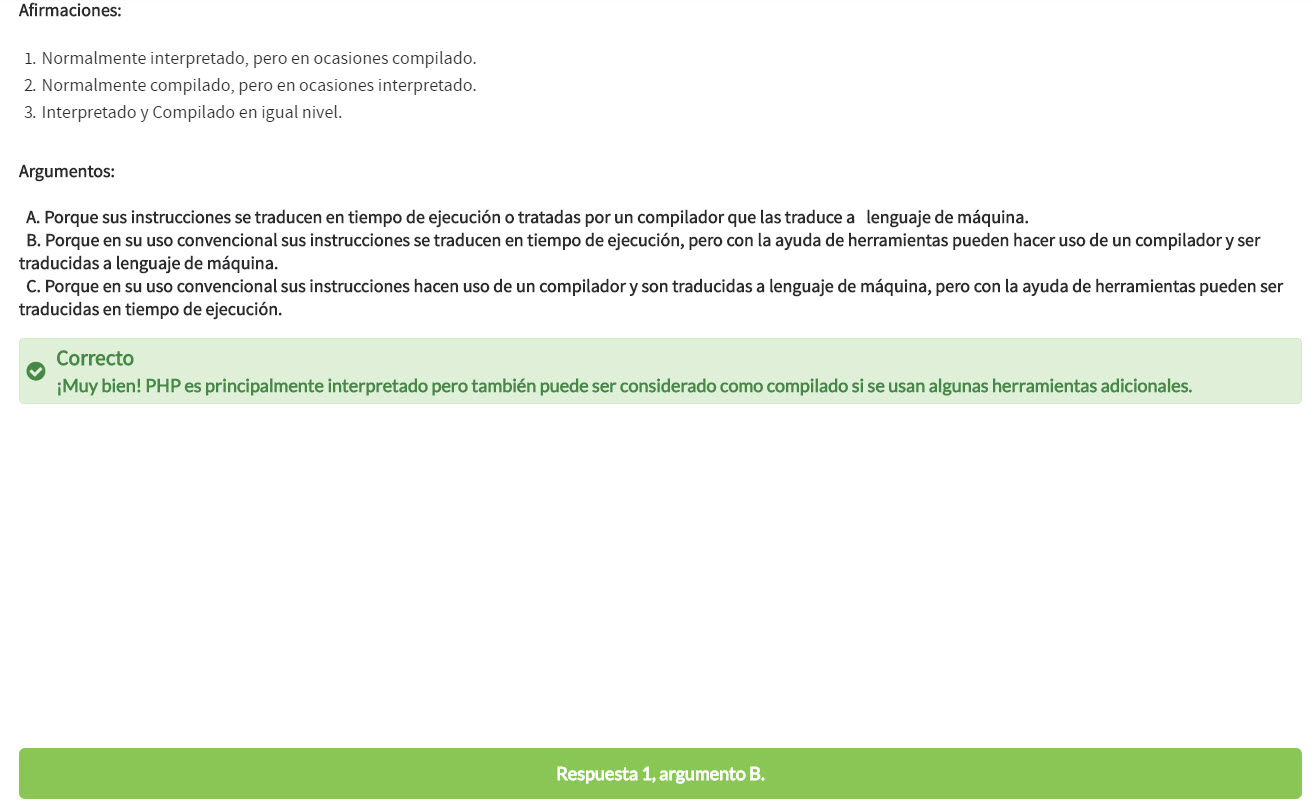 Afirmaciones:
1. Normalmente interpretado, pero en ocasiones compilado.
2. Normalmente compilado, pero en ocasiones interpretado.
3. Interpretado y Compilado en igual nivel.
Argumentos:
A. Porque sus instrucciones se traducen en tiempo de ejecución o tratadas por un compilador que las traduce a lenguaje de máquina.
B. Porque en su uso convencional sus instrucciones se traducen en tiempo de ejecución, pero con la ayuda de herramientas pueden hacer uso de un compilador y ser
traducidas a lenguaje de máquina.
C. Porque en su uso convencional sus instrucciones hacen uso de un compilador y son traducidas a lenguaje de máquina, pero con la ayuda de herramientas pueden ser
traducidas en tiempo de ejecución.
Correcto
¡Muy bien! PHP es principalmente interpretado pero también puede ser considerado como compilado si se usan algunas herramientas adicionales.
Respuesta 1, argumento B.